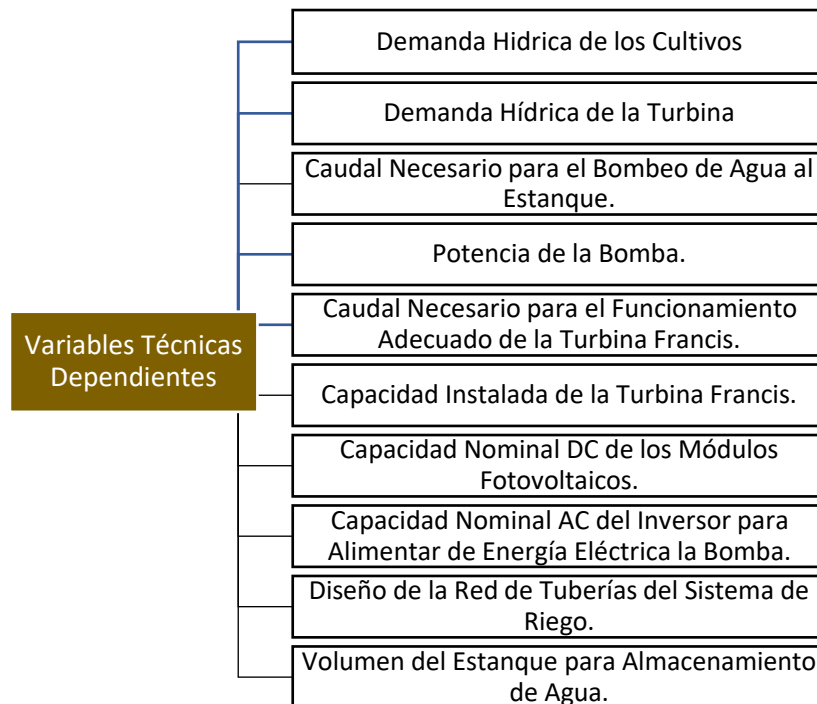 Demanda Hidrica de los Cultivos
Demanda Hídrica de la Turbina
Caudal Necesario para el Bombeo de Agua al
Estanque.
Potencia de la Bomba.
Caudal Necesario para el Funcionamiento
Adecuado de la Turbina Francis.
Variables Técnicas
Dependientes
Capacidad Instalada de la Turbina Francis.
Capacidad Nominal DC de los Módulos
Fotovoltaicos.
Capacidad Nominal AC del Inversor para
Alimentar de Energía Eléctrica la Bomba.
Diseño de la Red de Tuberías del Sistema de
Riego.
Volumen del Estanque para Almacenamiento
de Agua.